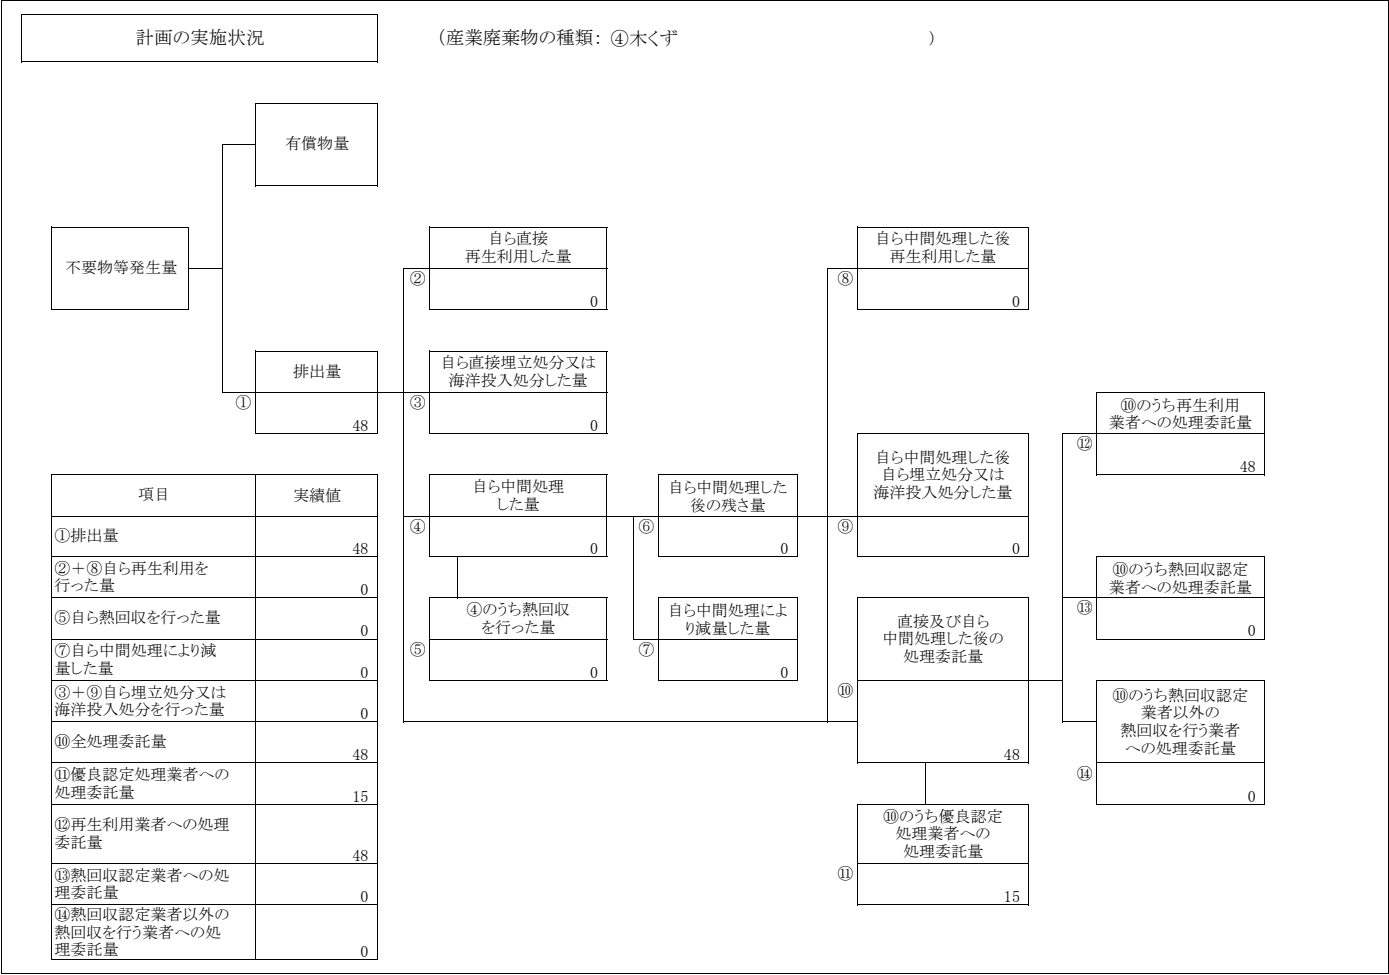 計画の実施状況
（産業廃棄物の種類： ④木くず ）
有償物量
不要物等発生量
自ら直接
再生利用した量
②
0
自ら中間処理した後
再生利用した量
⑧
0
排出量
①
48
自ら直接埋立処分又は
海洋投入処分した量
③
0
⑩のうち再生利用
業者への処理委託量
⑫
48
自ら中間処理
した量
④
0
自ら中間処理した
後の残さ量
⑥
0
自ら中間処理した後
自ら埋立処分又は
海洋投入処分した量
⑨
0
⑩のうち熱回収認定
業者への処理委託量
⑬
0
④のうち熱回収
を行った量
⑤
0
自ら中間処理によ
り減量した量
⑦
0
直接及び自ら
中間処理した後の
処理委託量
⑩
48
⑩のうち熱回収認定
業者以外の
熱回収を行う業者
への処理委託量
⑭
0
⑩のうち優良認定
処理業者への
処理委託量
⑪
15
項目 実績値
①排出量
48
②＋⑧自ら再生利用を
行った量
0
⑤自ら熱回収を行った量
0
⑦自ら中間処理により減
量した量
0
③＋⑨自ら埋立処分又は
海洋投入処分を行った量
0
⑩全処理委託量
48
⑪優良認定処理業者への
処理委託量
15
⑫再生利用業者への処理
委託量
48
⑬熱回収認定業者への処
理委託量
0
⑭熱回収認定業者以外の
熱回収を行う業者への処
理委託量
0